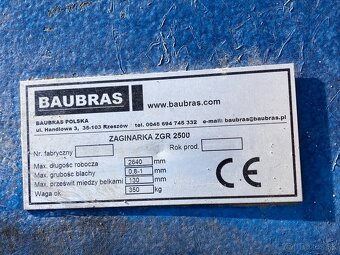 BAUBRAS
www.baubras.com
BAUBRAS POLSKA
ul. Handlowa 3, 35-103 Rzeszów / tel. 0048 694 748 332 e-mail: baubras@baubras.pl
ZAGINARKA ZGR 2500
Nr. fabryczny Rok prod.
Max. długość robocza 2640 mm
Max. grubość blachy 0,8-1 mm
Max. prześwit między belkami 130 mm
Waga ok. 350 kg
CE